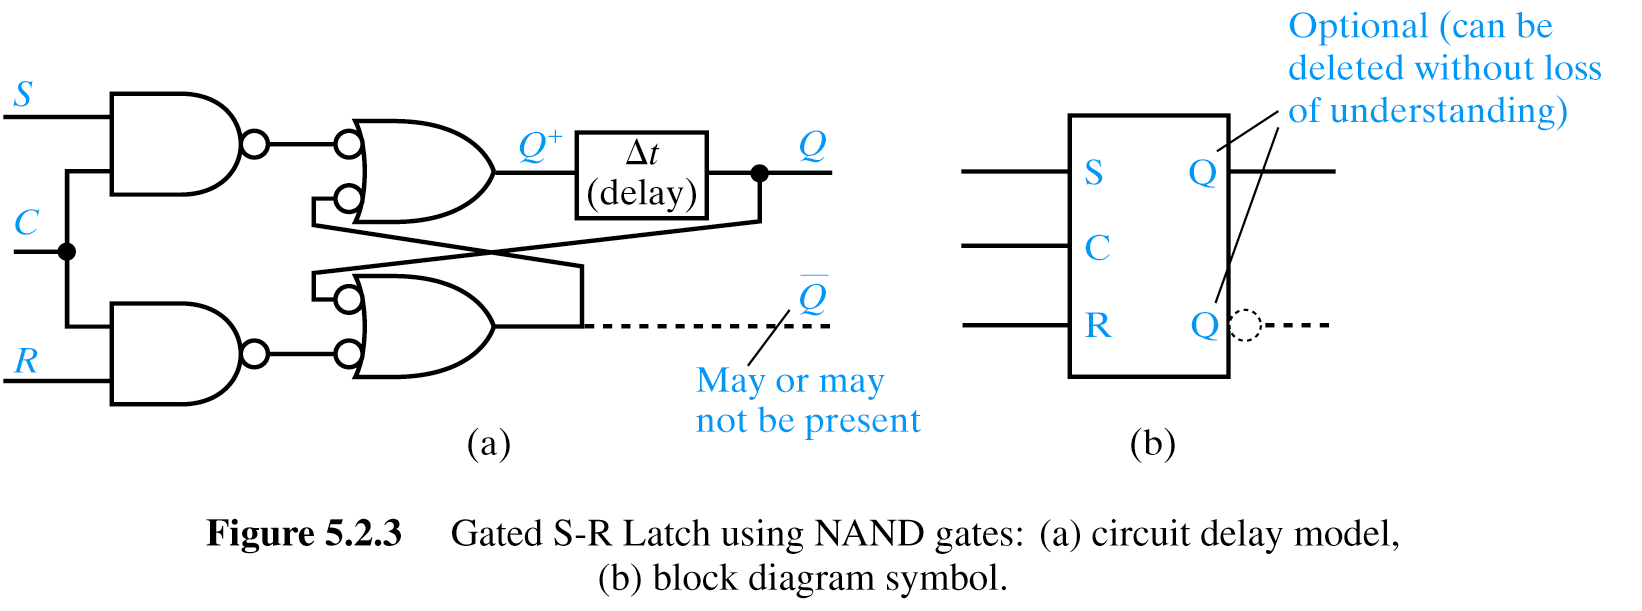 S
C
R
Q⁺
Δt
(delay)
Q
Q̅
May or may
not be present
(a)
Optional (can be
deleted without loss
of understanding)
S Q
C
R Q
(b)
Figure 5.2.3 Gated S-R Latch using NAND gates: (a) circuit delay model,
(b) block diagram symbol.